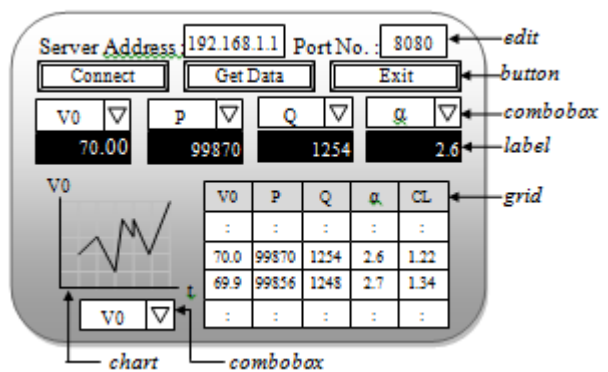 Server Address : 192.168.1.1 Port No. : 8080 edit
Connect Get Data Exit button
V0 P Q α combobox
70.00 99870 1254 2.6 label
V0
V0 P Q α CL grid
: : : : :
70.0 99870 1254 2.6 1.22
69.9 99856 1248 2.7 1.34
t
V0 : : : : :
chart combobox